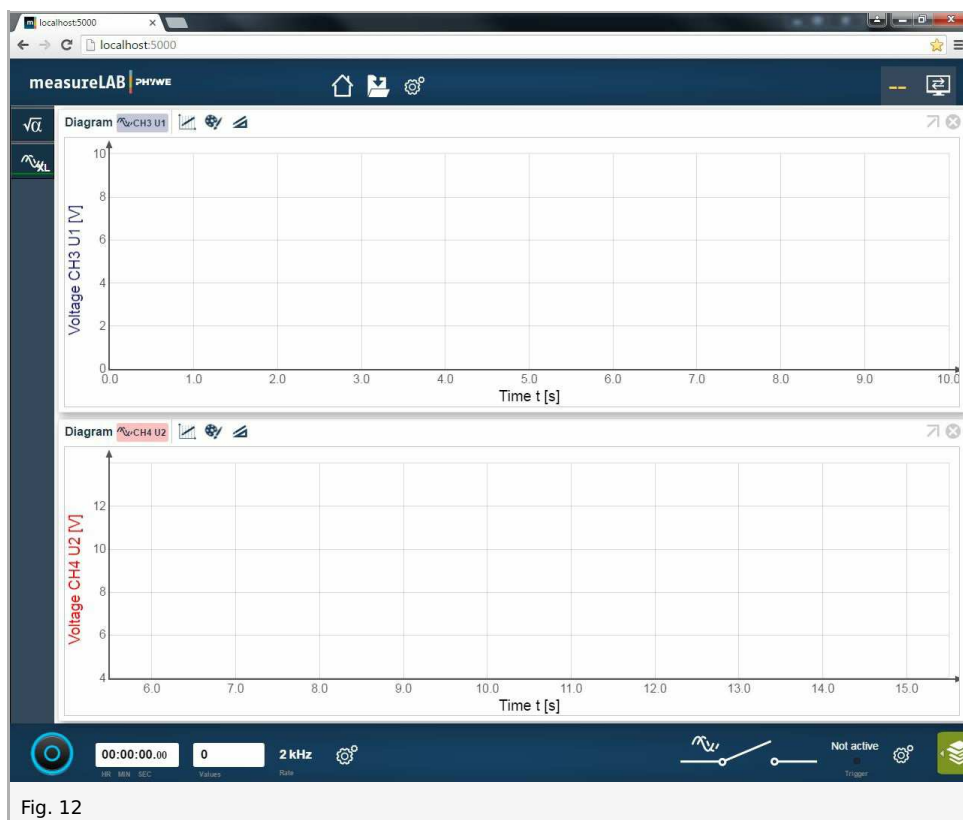 localhost:5000
localhost:5000
measureLAB PHYWE --
√α Diagram CH3 U1
XL
Voltage CH3 U1 [V]
10
8
6
4
2
0
0.0 1.0 2.0 3.0 4.0 5.0 6.0 7.0 8.0 9.0 10.0
Time t [s]
Diagram CH4 U2
Voltage CH4 U2 [V]
12
10
8
6
4
6.0 7.0 8.0 9.0 10.0 11.0 12.0 13.0 14.0 15.0
Time t [s]
00:00:00.00 0 2 kHz Not active
HR MIN SEC Values Rate Trigger
Fig. 12